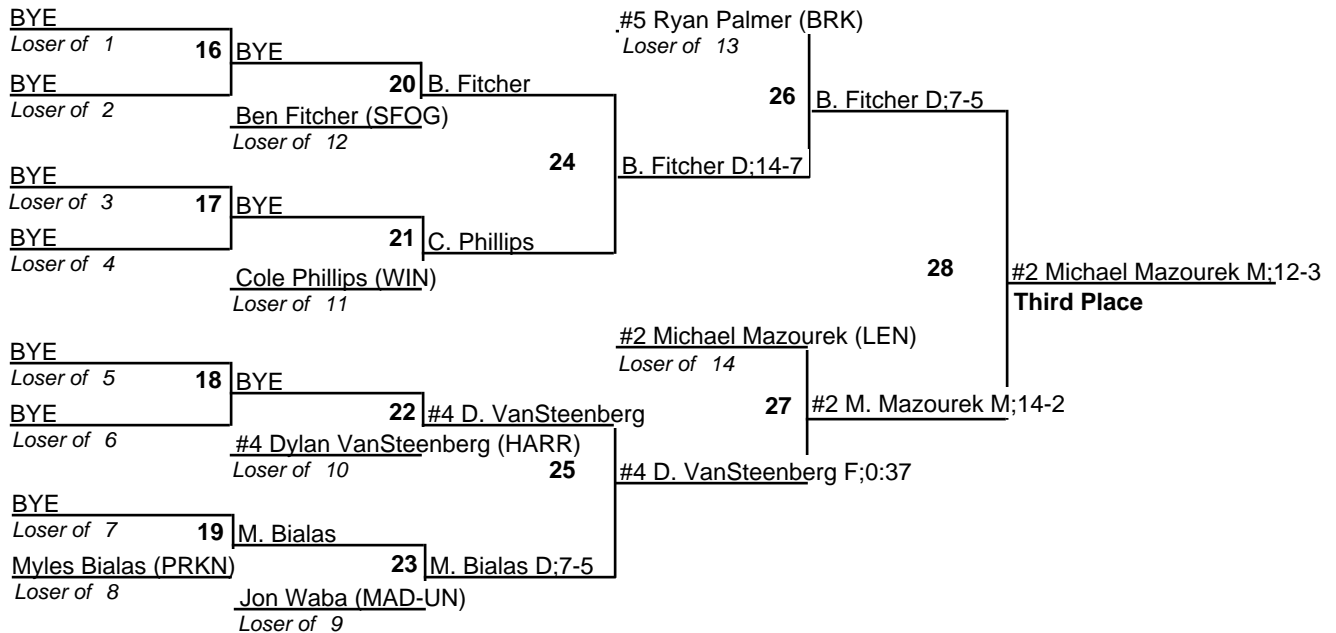 BYE
Loser of 1
16
BYE
BYE
Loser of 2
20
B. Fitcher
Ben Fitcher (SFOG)
Loser of 12
BYE
Loser of 3
17
BYE
BYE
Loser of 4
21
C. Phillips
Cole Phillips (WIN)
Loser of 11
24
B. Fitcher D;14-7
#5 Ryan Palmer (BRK)
Loser of 13
26
B. Fitcher D;7-5
BYE
Loser of 5
18
BYE
BYE
Loser of 6
22
#4 D. VanSteenberg
#4 Dylan VanSteenberg (HARR)
Loser of 10
BYE
Loser of 7
19
M. Bialas
Myles Bialas (PRKN)
Loser of 8
23
M. Bialas D;7-5
Jon Waba (MAD-UN)
Loser of 9
25
#4 D. VanSteenberg F;0:37
#2 Michael Mazourek (LEN)
Loser of 14
27
#2 M. Mazourek M;14-2
28
#2 Michael Mazourek M;12-3
Third Place